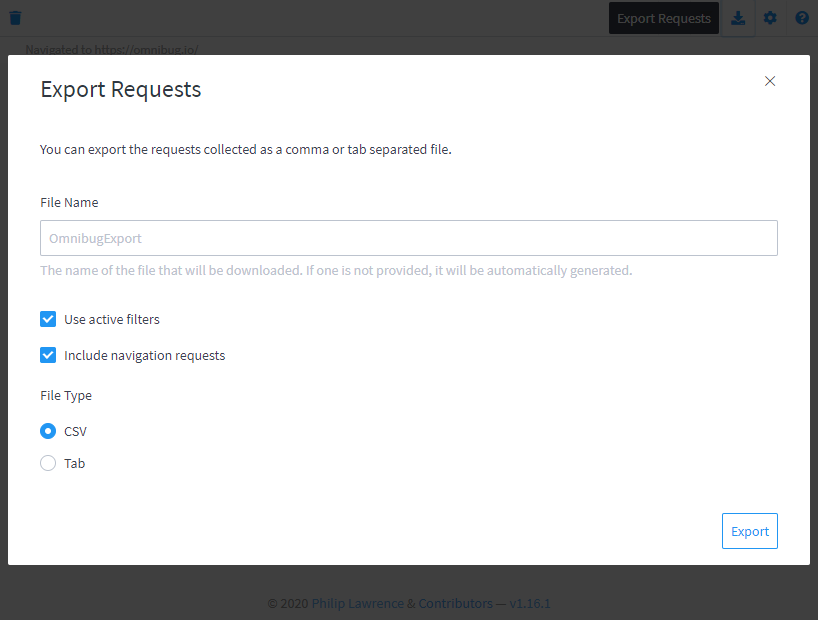 Export Requests
Navigated to https://omnibug.io/
Export Requests
You can export the requests collected as a comma or tab separated file.
File Name
OmnibugExport
The name of the file that will be downloaded. If one is not provided, it will be automatically generated.
Use active filters
Include navigation requests
File Type
CSV
Tab
Export
© 2020 Philip Lawrence & Contributors — v1.16.1